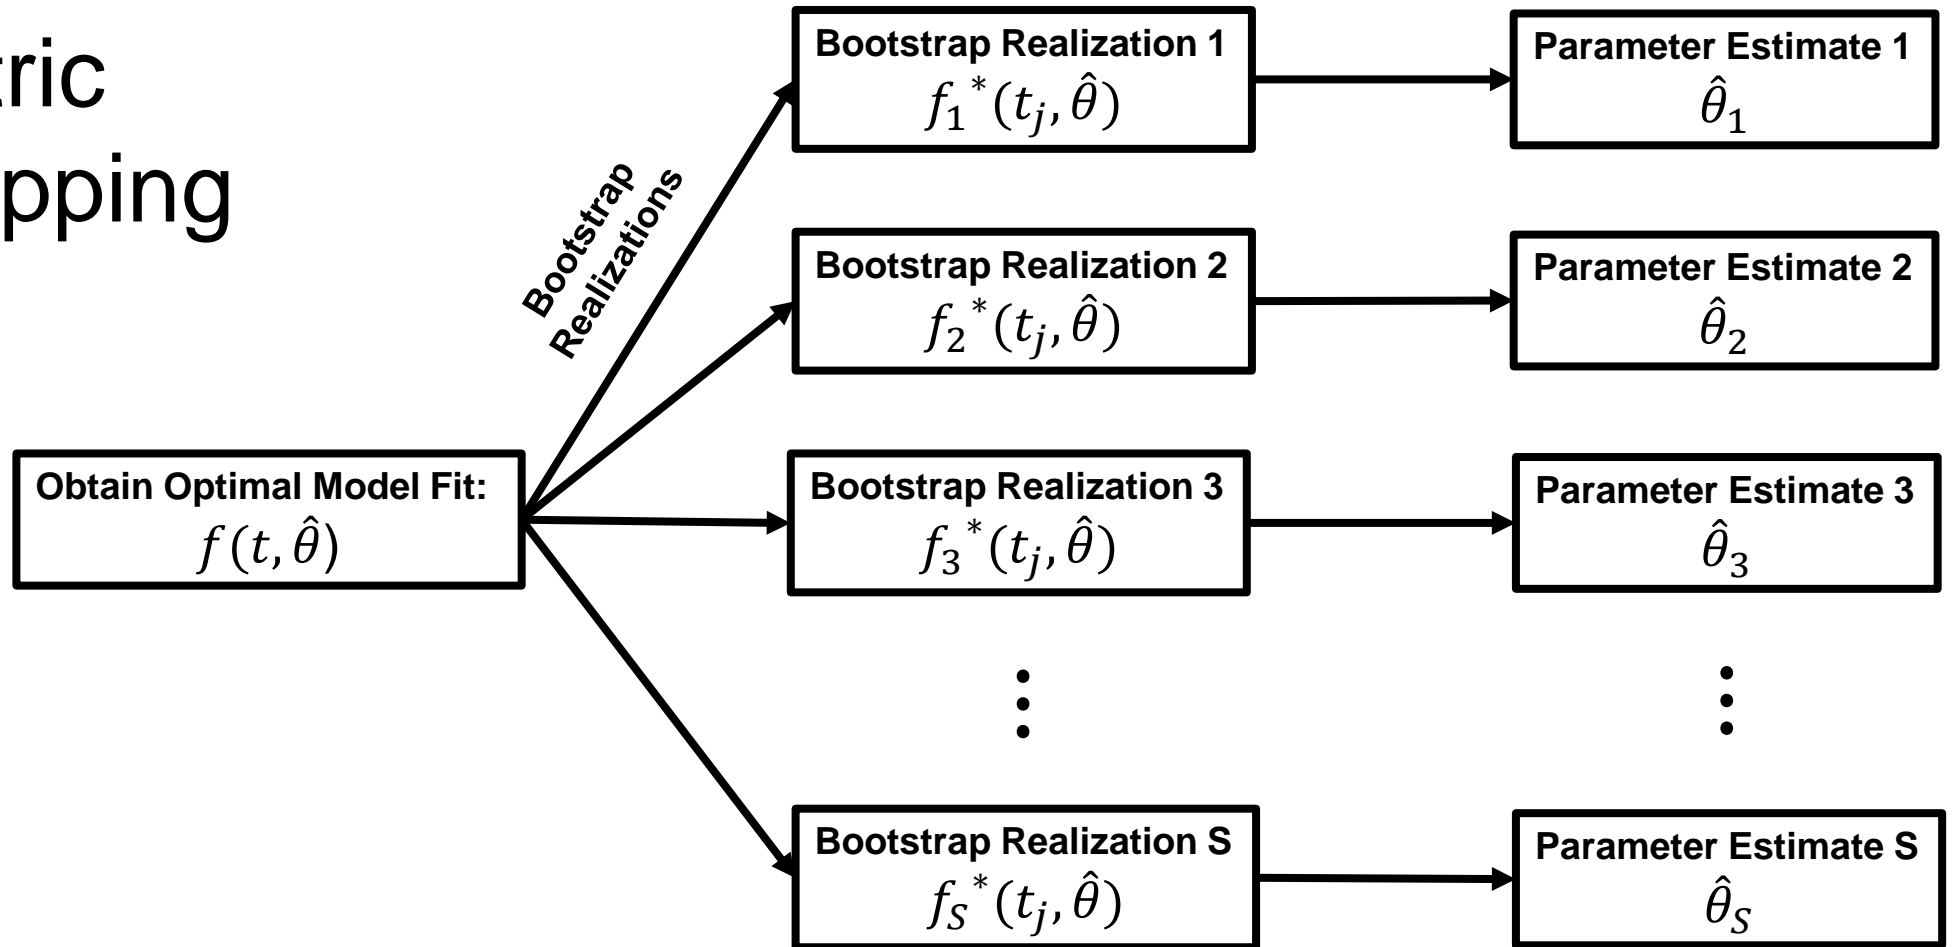 tric
pping
Bootstrap
Realizations
Obtain Optimal Model Fit:
f(t, θ̂)
Bootstrap Realization 1
f₁*(tⱼ, θ̂)
Parameter Estimate 1
θ̂₁
Bootstrap Realization 2
f₂*(tⱼ, θ̂)
Parameter Estimate 2
θ̂₂
Bootstrap Realization 3
f₃*(tⱼ, θ̂)
Parameter Estimate 3
θ̂₃
⋮
⋮
Bootstrap Realization S
f_S*(tⱼ, θ̂)
Parameter Estimate S
θ̂_S